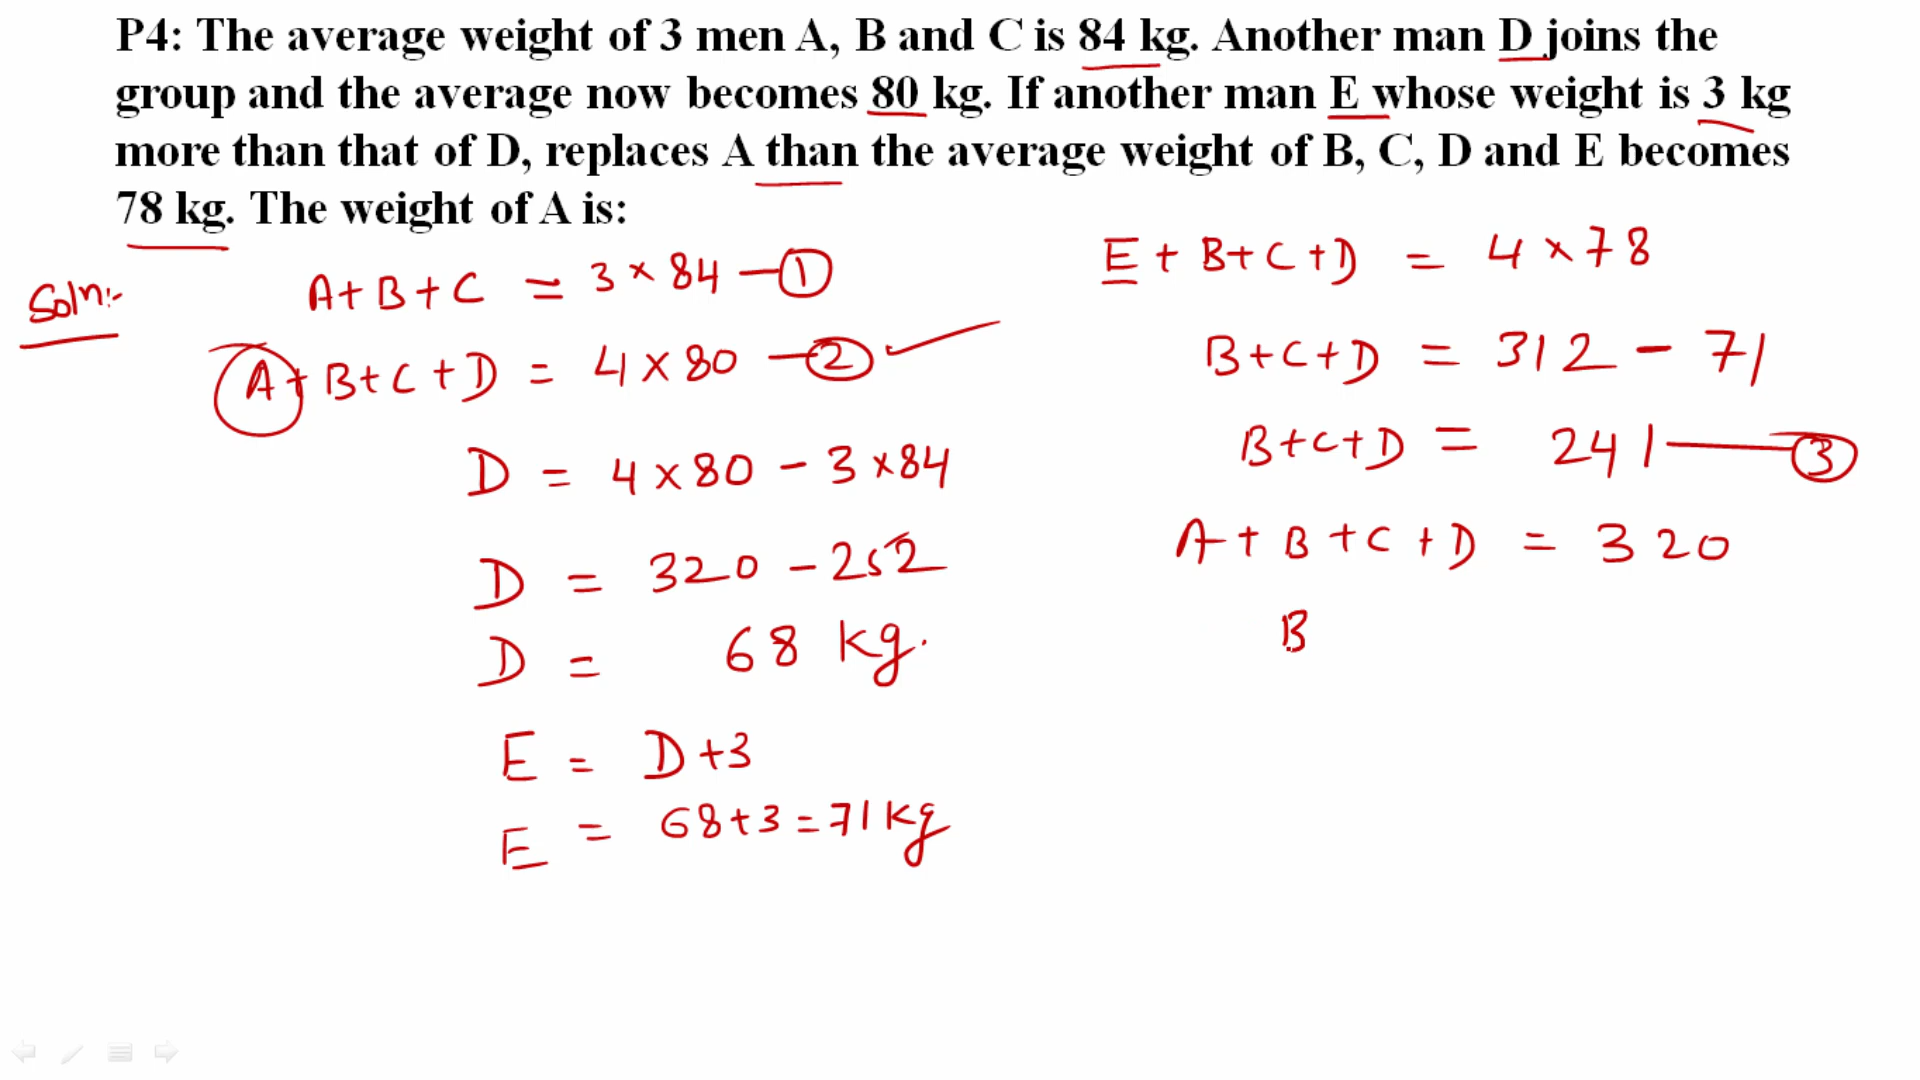 P4: The average weight of 3 men A, B and C is 84 kg. Another man D joins the
group and the average now becomes 80 kg. If another man E whose weight is 3 kg
more than that of D, replaces A than the average weight of B, C, D and E becomes
78 kg. The weight of A is:
Soln:-
A+B+C = 3×84 —①
A+B+C+D = 4×80 —②
D = 4×80 - 3×84
D = 320 - 252
D = 68 kg.
E = D+3
E = 68+3=71kg
E+B+C+D = 4×78
B+C+D = 312 - 71
B+C+D = 241 —③
A+B+C+D = 320
B